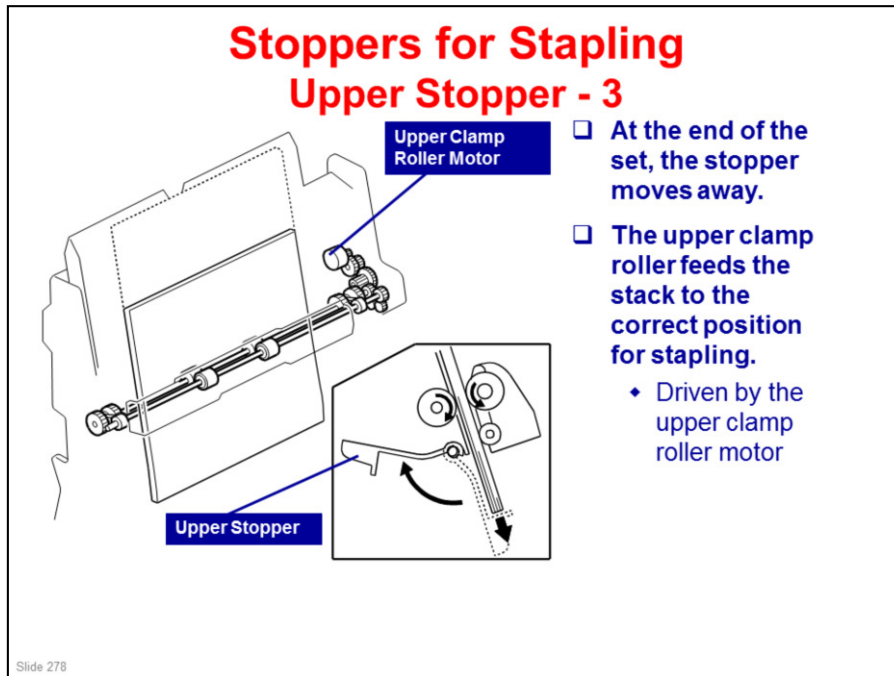 Stoppers for Stapling
Upper Stopper - 3
Upper Clamp
Roller Motor
Upper Stopper
❑ At the end of the
set, the stopper
moves away.
❑ The upper clamp
roller feeds the
stack to the
correct position
for stapling.
◆ Driven by the
upper clamp
roller motor
Slide 278